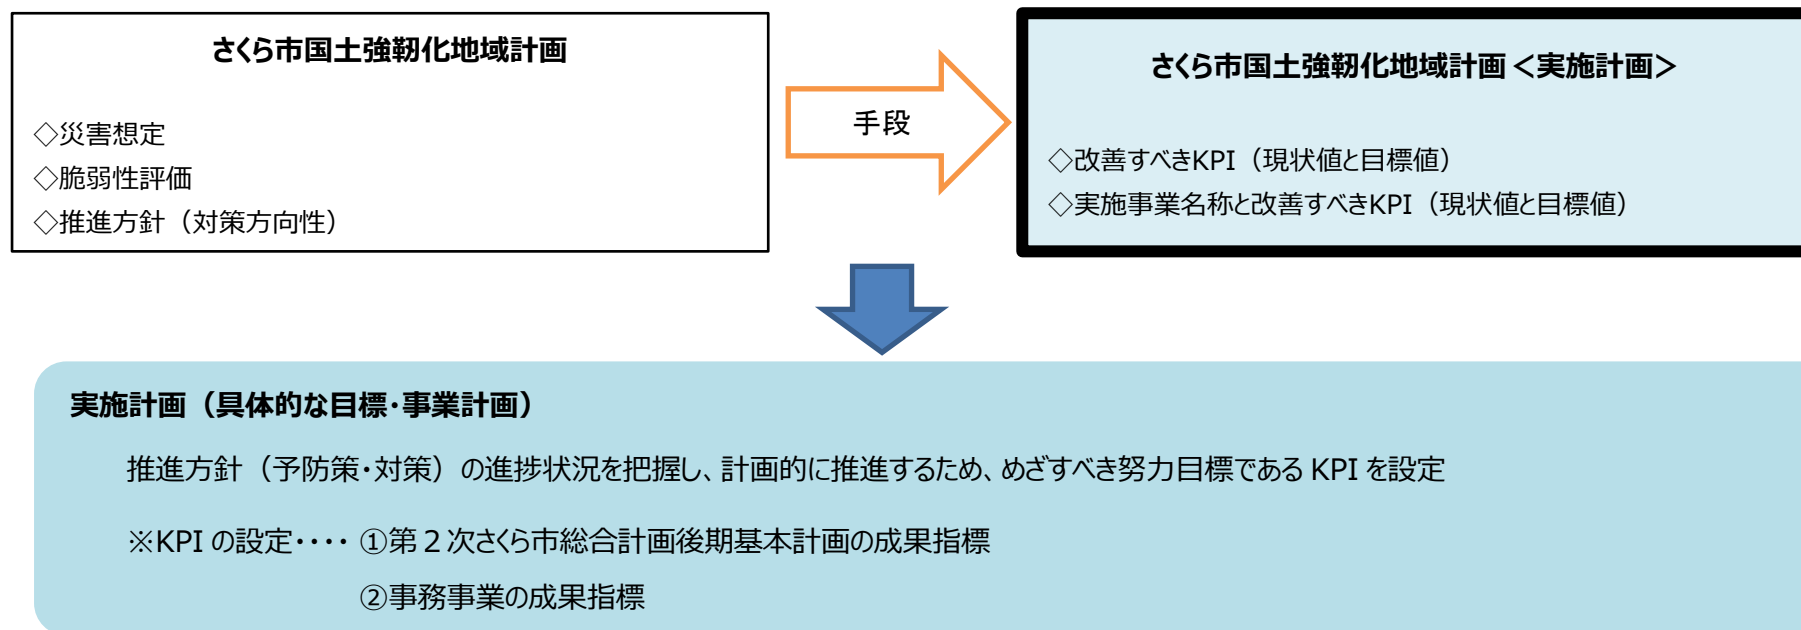 さくら市国土強靭化地域計画
◇災害想定
◇脆弱性評価
◇推進方針（対策方向性）
手段
さくら市国土強靭化地域計画＜実施計画＞
◇改善すべきKPI（現状値と目標値）
◇実施事業名称と改善すべきKPI（現状値と目標値）
実施計画（具体的な目標・事業計画）
推進方針（予防策・対策）の進捗状況を把握し、計画的に推進するため、めざすべき努力目標である KPI を設定
※KPI の設定・・・・ ①第２次さくら市総合計画後期基本計画の成果指標
②事務事業の成果指標